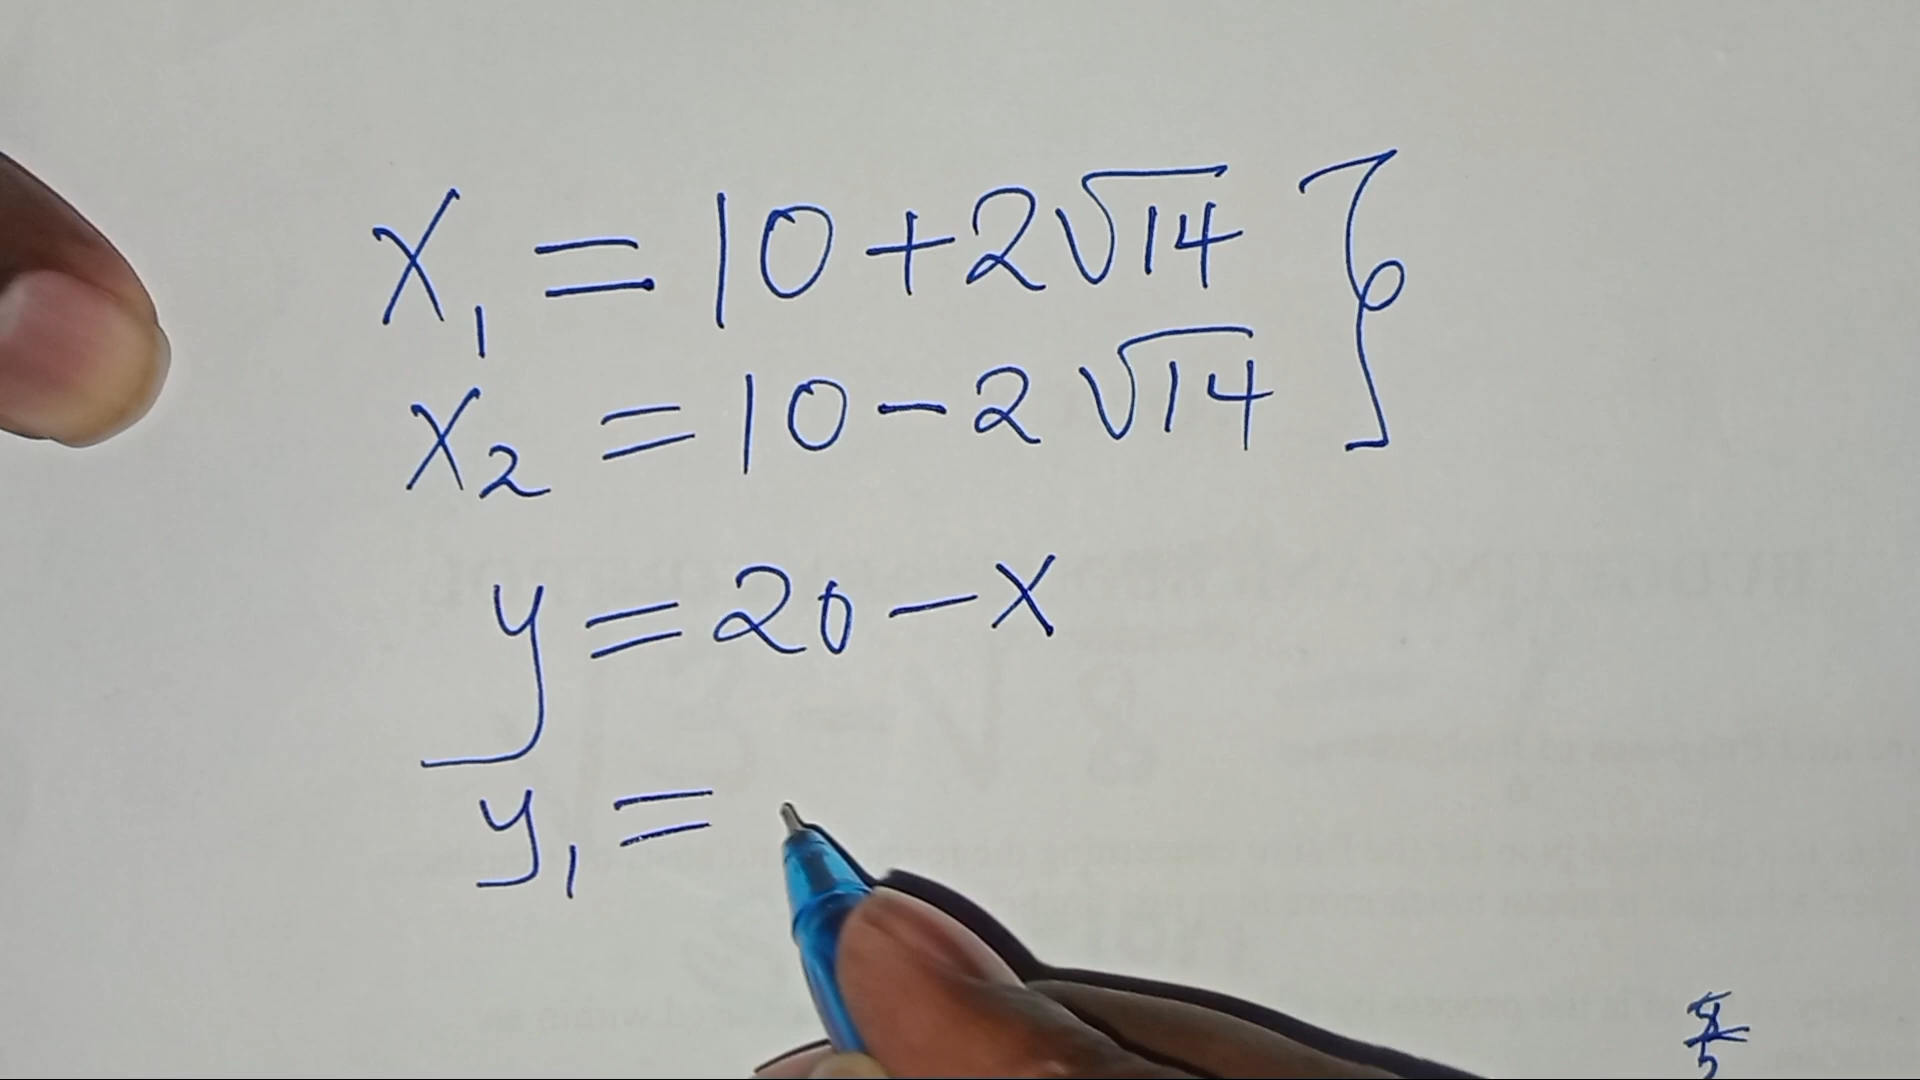 x₁ = 10 + 2√14
x₂ = 10 - 2√14
y = 20 - x
y₁ =